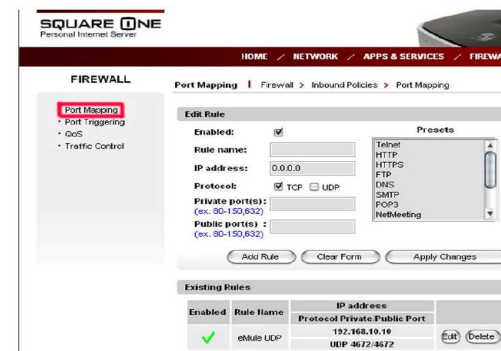 SQUARE ONE
Personal Internet Server
HOME / NETWORK / APPS & SERVICES / FIREWA
FIREWALL
Port Mapping | Firewall > Inbound Policies > Port Mapping
Port Mapping
Port Triggering
QoS
Traffic Control
Edit Rule
Enabled:
Presets
Rule name:
IP address: 0.0.0.0
Protocol: TCP UDP
Private port(s):
(ex. 80-150,632)
Public port(s) :
(ex. 80-150,632)
Telnet
HTTP
HTTPS
FTP
DNS
SMTP
POP3
NetMeeting
Add Rule Clear Form Apply Changes
Existing Rules
Enabled Rule Name IP address
Protocol Private/Public Port
eMule UDP 192.168.10.10
UDP 4672/4672
Edit Delete